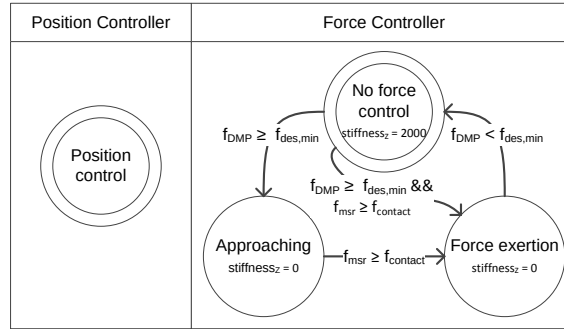 Position Controller
Force Controller
Position
control
No force
control
stiffness_z = 2000
f_DMP ≥ f_des,min
f_DMP < f_des,min
f_DMP ≥ f_des,min &&
f_msr ≥ f_contact
Approaching
stiffness_z = 0
f_msr ≥ f_contact
Force exertion
stiffness_z = 0